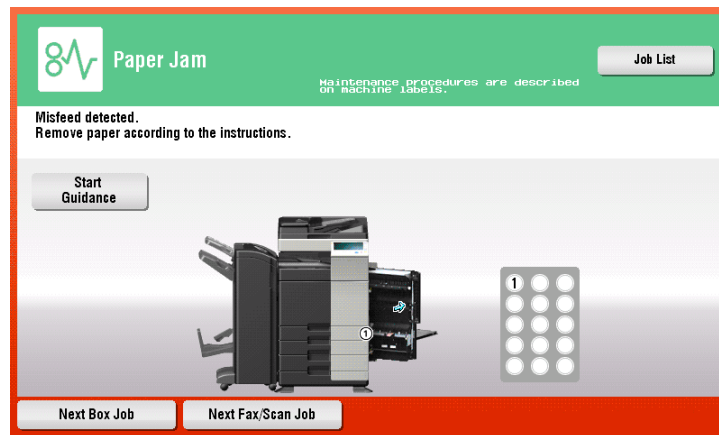 Paper Jam
Job List
Maintenance procedures are described
on machine labels.
Misfeed detected.
Remove paper according to the instructions.
Start
Guidance
1
1
Next Box Job
Next Fax/Scan Job